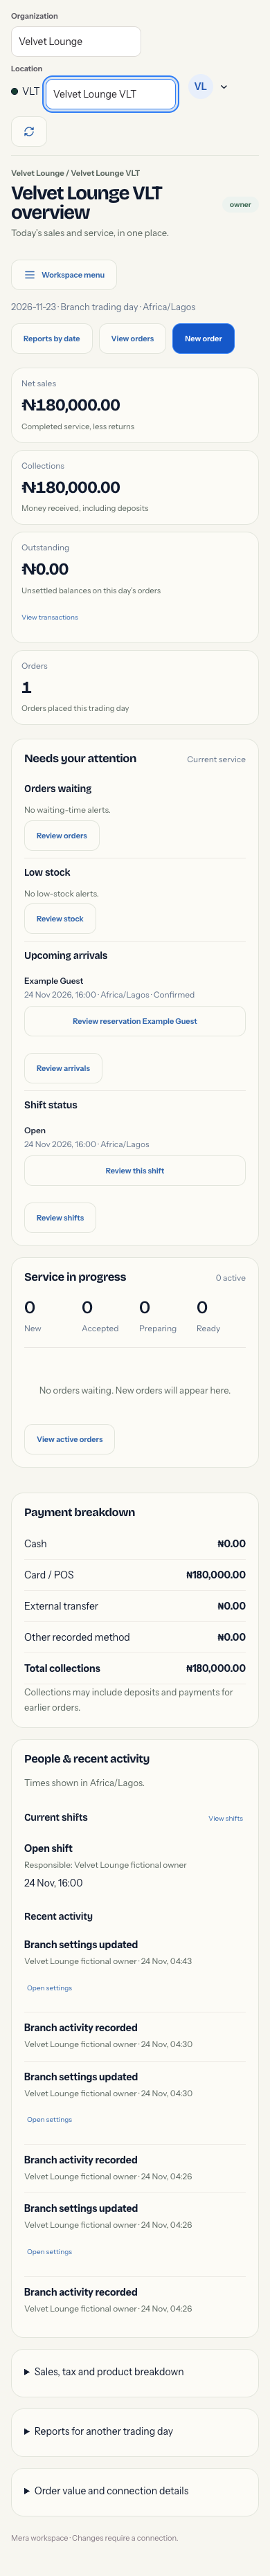 Organization
Velvet Lounge
Location
VLT
Velvet Lounge VLT
VL
Velvet Lounge / Velvet Lounge VLT
Velvet Lounge VLT
overview
owner
Today's sales and service, in one place.
Workspace menu
2026-11-23 · Branch trading day · Africa/Lagos
Reports by date
View orders
New order
Net sales
₦180,000.00
Completed service, less returns
Collections
₦180,000.00
Money received, including deposits
Outstanding
₦0.00
Unsettled balances on this day's orders
View transactions
Orders
1
Orders placed this trading day
Needs your attention
Current service
Orders waiting
No waiting-time alerts.
Review orders
Low stock
No low-stock alerts.
Review stock
Upcoming arrivals
Example Guest
24 Nov 2026, 16:00 · Africa/Lagos · Confirmed
Review reservation Example Guest
Review arrivals
Shift status
Open
24 Nov 2026, 16:00 · Africa/Lagos
Review this shift
Review shifts
Service in progress
0 active
0 0 0 0
New Accepted Preparing Ready
No orders waiting. New orders will appear here.
View active orders
Payment breakdown
Cash ₦0.00
Card / POS ₦180,000.00
External transfer ₦0.00
Other recorded method ₦0.00
Total collections ₦180,000.00
Collections may include deposits and payments for
earlier orders.
People & recent activity
Times shown in Africa/Lagos.
Current shifts
View shifts
Open shift
Responsible: Velvet Lounge fictional owner
24 Nov, 16:00
Recent activity
Branch settings updated
Velvet Lounge fictional owner · 24 Nov, 04:43
Open settings
Branch activity recorded
Velvet Lounge fictional owner · 24 Nov, 04:30
Branch settings updated
Velvet Lounge fictional owner · 24 Nov, 04:30
Open settings
Branch activity recorded
Velvet Lounge fictional owner · 24 Nov, 04:26
Branch settings updated
Velvet Lounge fictional owner · 24 Nov, 04:26
Open settings
Branch activity recorded
Velvet Lounge fictional owner · 24 Nov, 04:26
Sales, tax and product breakdown
Reports for another trading day
Order value and connection details
Mera workspace · Changes require a connection.